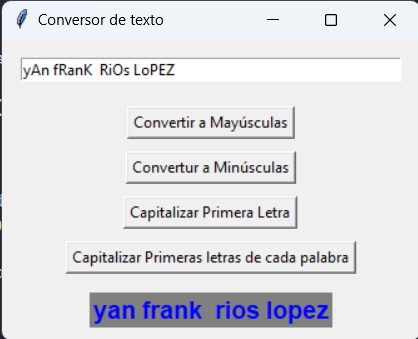 Conversor de texto
yAn fRanK  RiOs LoPEZ
Convertir a Mayúsculas
Convertur a Minúsculas
Capitalizar Primera Letra
Capitalizar Primeras letras de cada palabra
yan frank  rios lopez